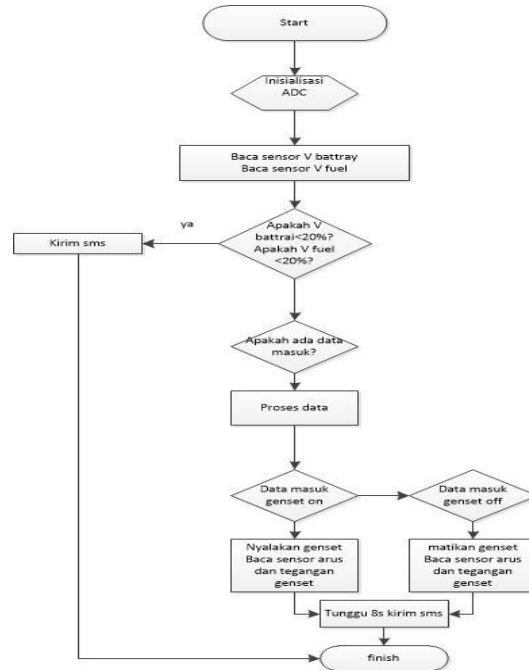 Start
Inisialisasi
ADC
Baca sensor V battray
Baca sensor V fuel
ya
Apakah V
battrai<20%?
Apakah V fuel
<20%?
Kirim sms
Apakah ada data
masuk?
Proses data
Data masuk
genset on
Data masuk
genset off
Nyalakan genset
Baca sensor arus
dan tegangan
genset
matikan genset
Baca sensor arus
dan tegangan
genset
Tunggu 8s kirim sms
finish